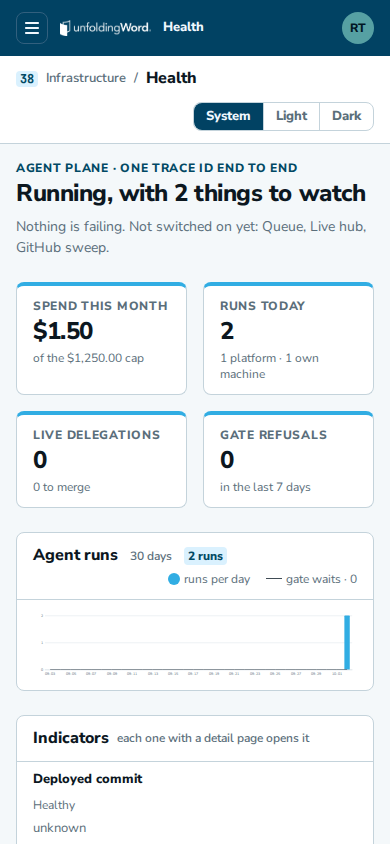 unfoldingWord. Health RT
38 Infrastructure / Health
System Light Dark
AGENT PLANE · ONE TRACE ID END TO END
Running, with 2 things to watch
Nothing is failing. Not switched on yet: Queue, Live hub,
GitHub sweep.
SPEND THIS MONTH
$1.50
of the $1,250.00 cap
RUNS TODAY
2
1 platform · 1 own
machine
LIVE DELEGATIONS
0
0 to merge
GATE REFUSALS
0
in the last 7 days
Agent runs 30 days 2 runs
runs per day gate waits · 0
Indicators each one with a detail page opens it
Deployed commit
Healthy
unknown